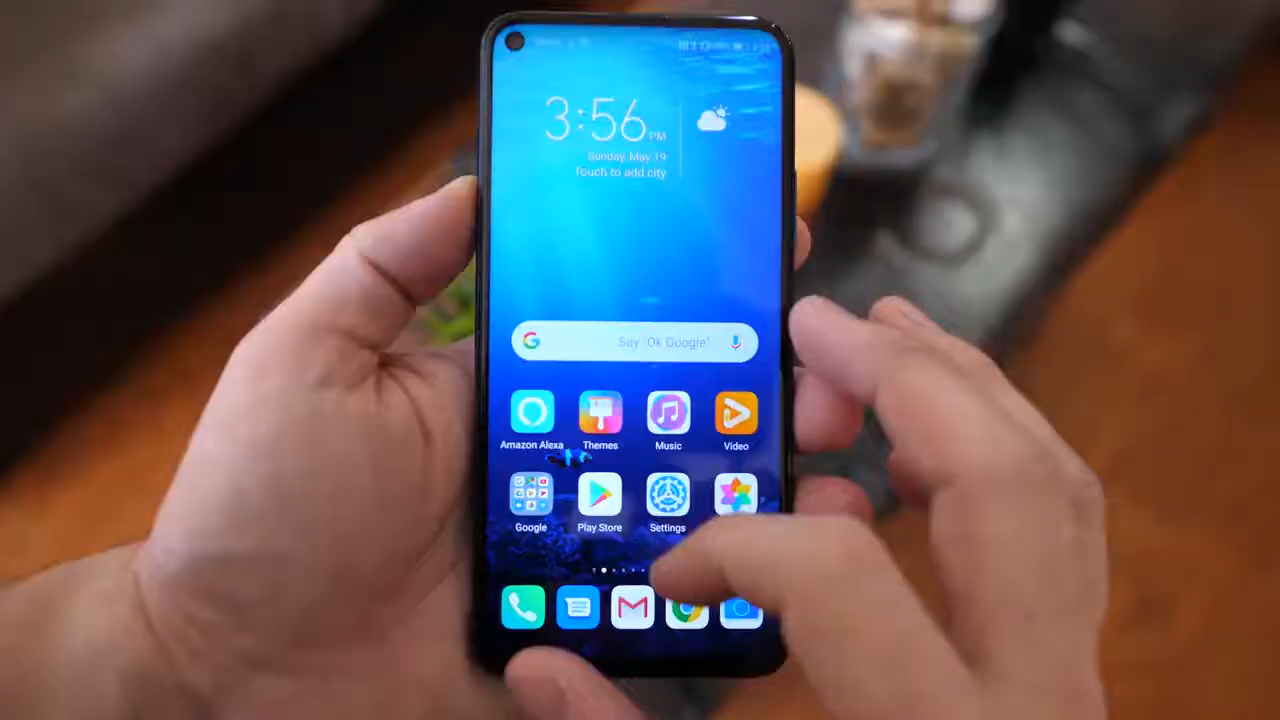 3:56 PM
Sunday, May 19
Touch to add city
Say "Ok Google"
Amazon Alexa Themes Music Video
Google Play Store Settings